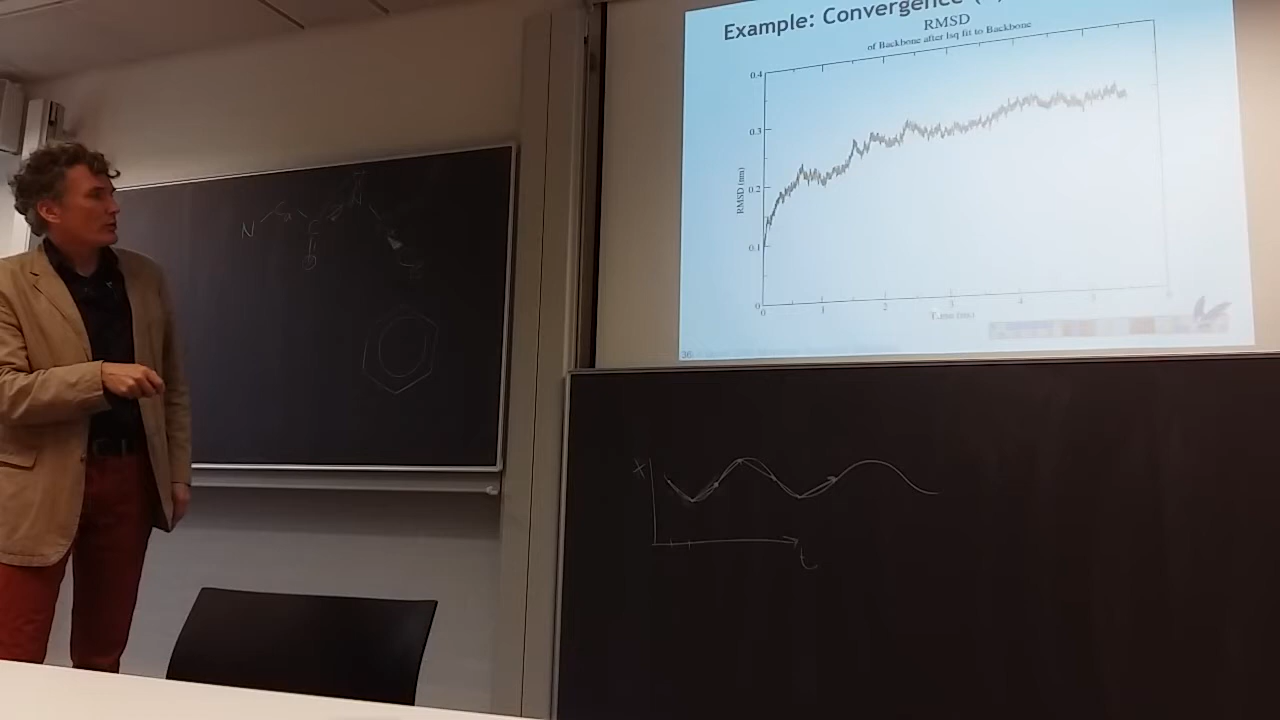 Example: Convergence
RMSD
of Backbone after lsq fit to Backbone
0.4
0.3
0.2
0.1
0
RMSD (nm)
0 1 2 3 4 5
36
N
C
O
x
t